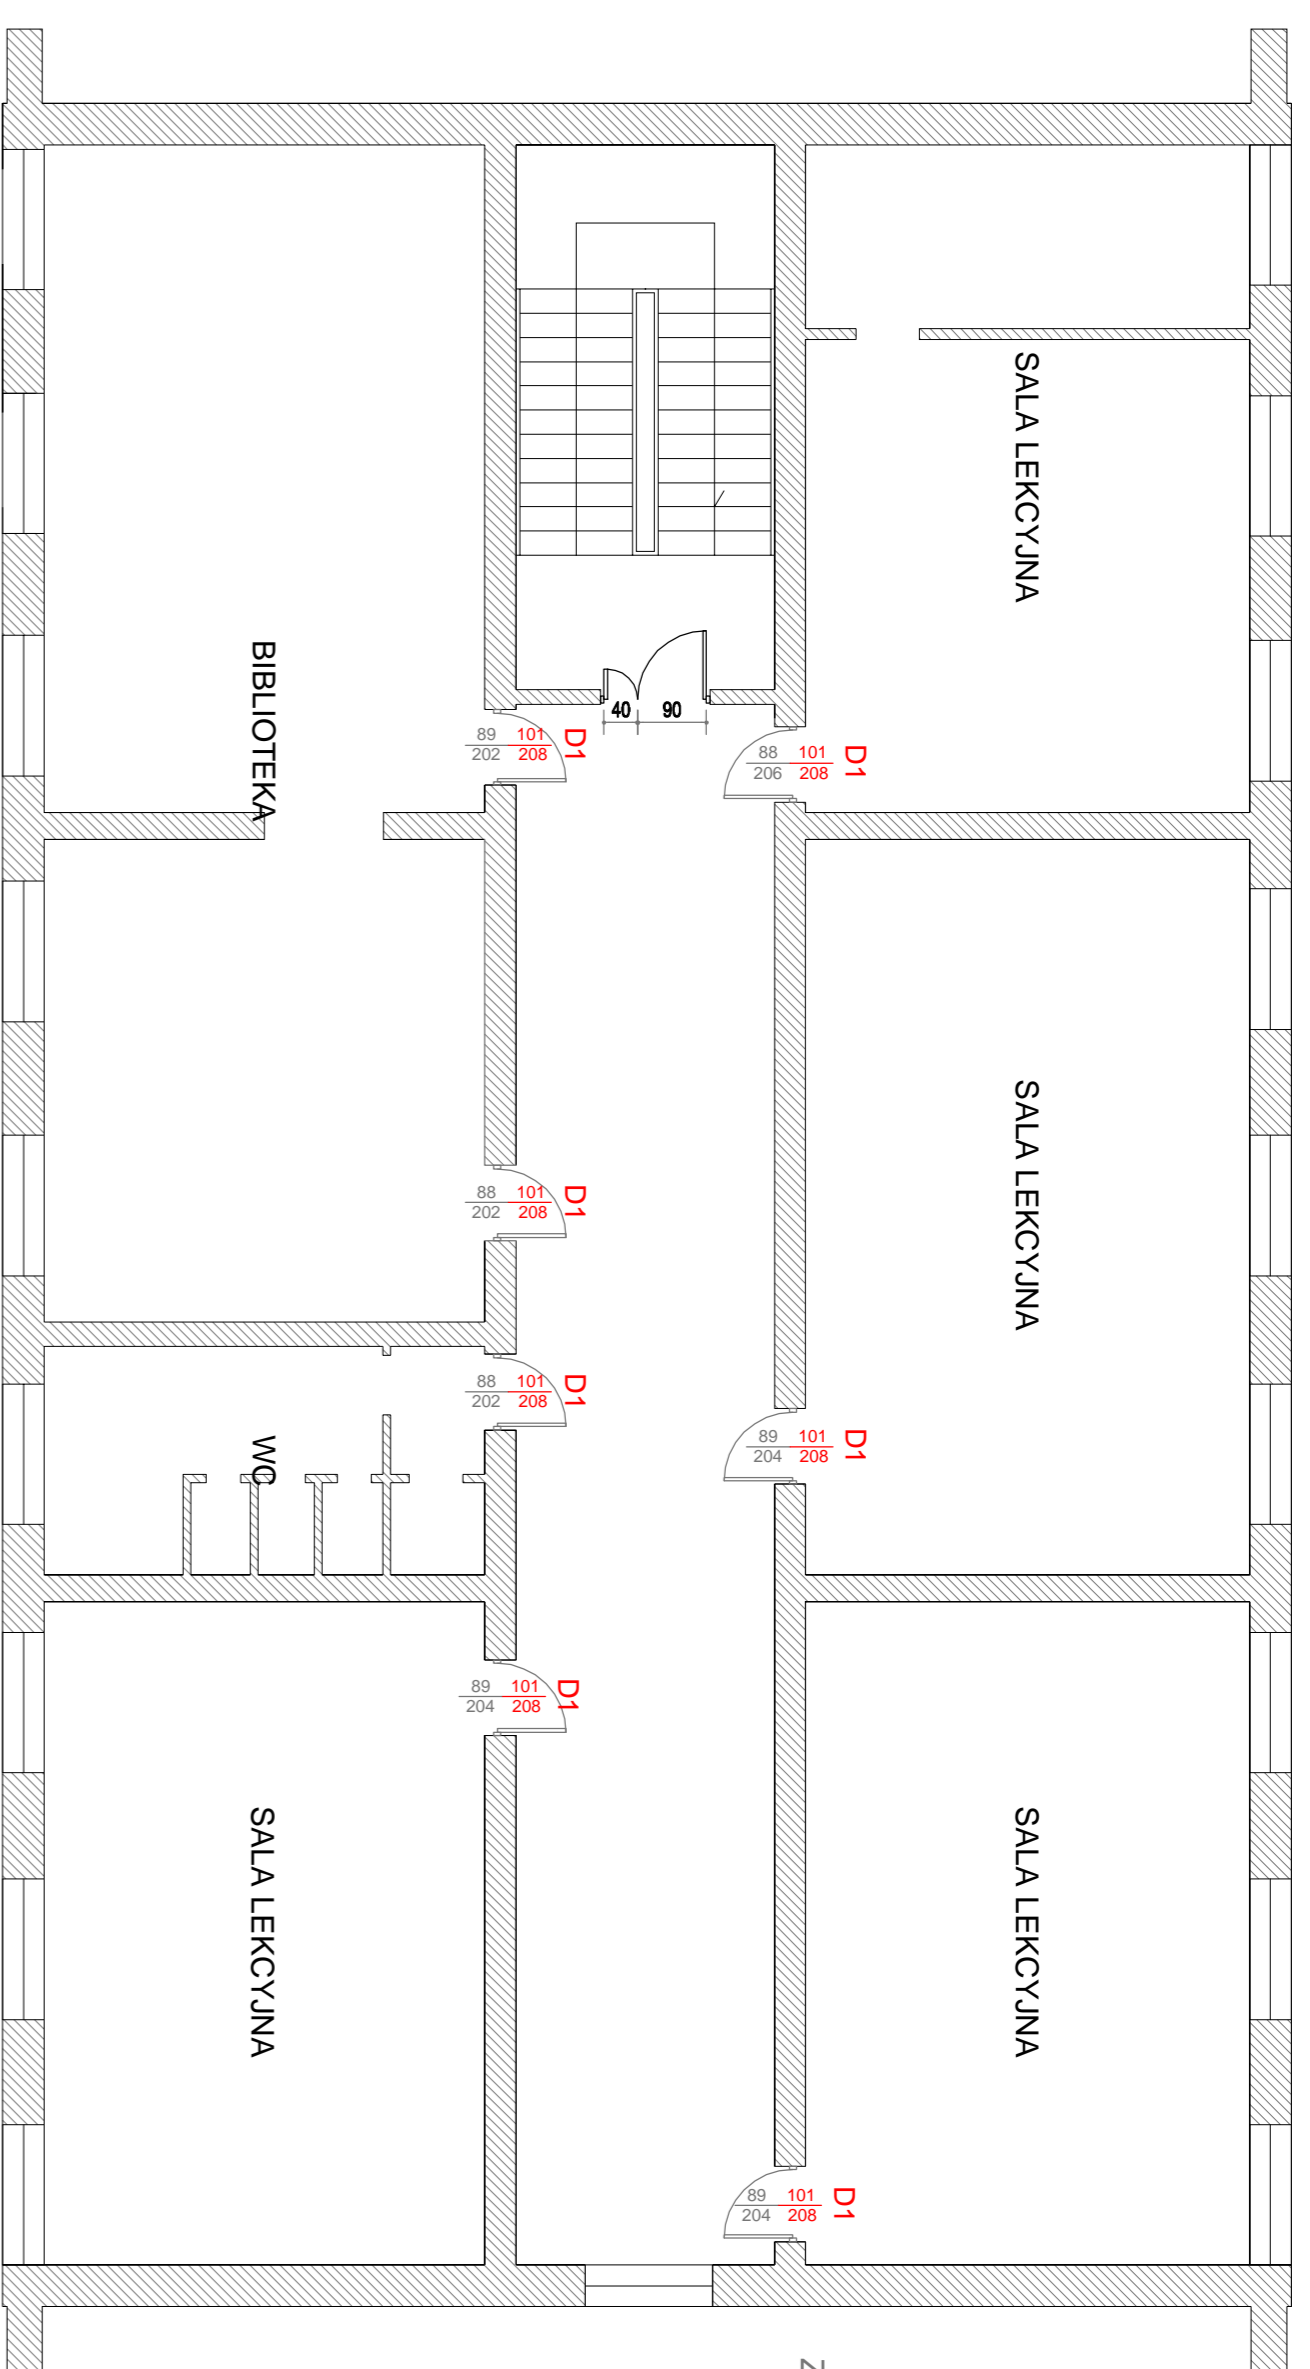 SALA LEKCYJNA
BIBLIOTEKA
40 90
89 101 D1
202 208
88 101 D1
206 208
SALA LEKCYJNA
88 101 D1
202 208
88 101 D1
202 208
WC
89 101 D1
204 208
89 101 D1
204 208
SALA LEKCYJNA
SALA LEKCYJNA
89 101 D1
204 208
Z